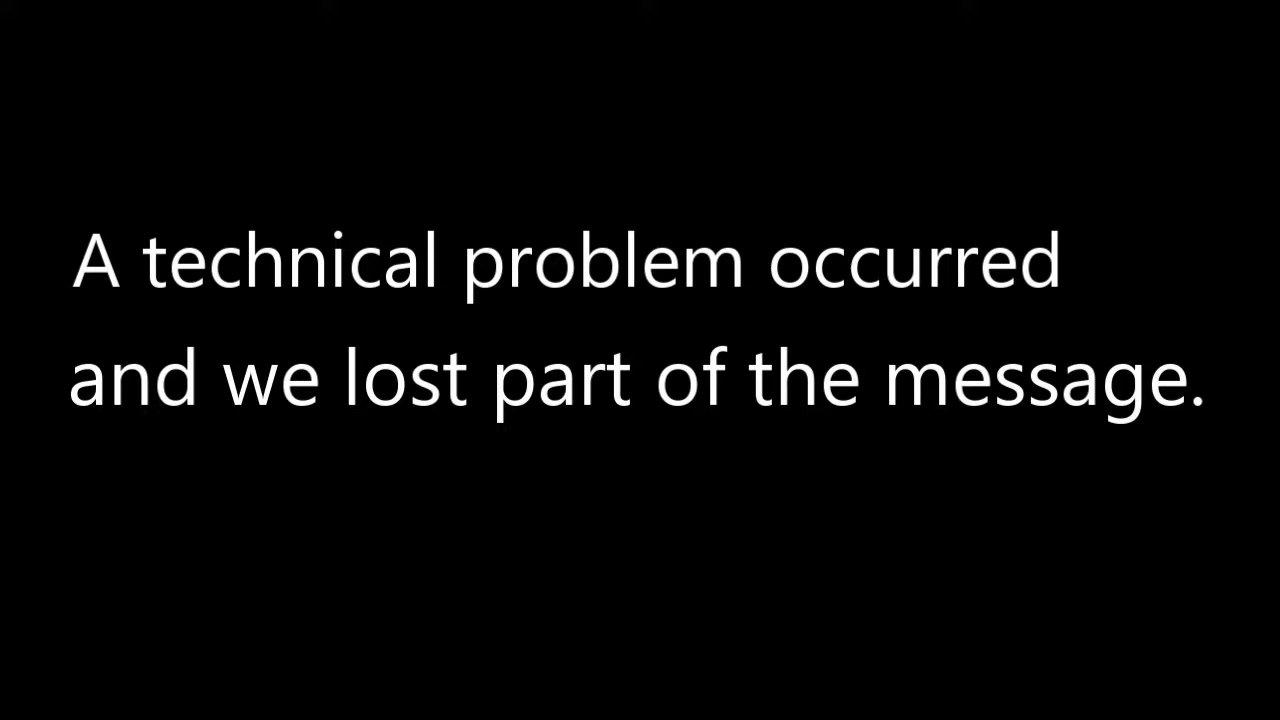 A technical problem occurred
and we lost part of the message.